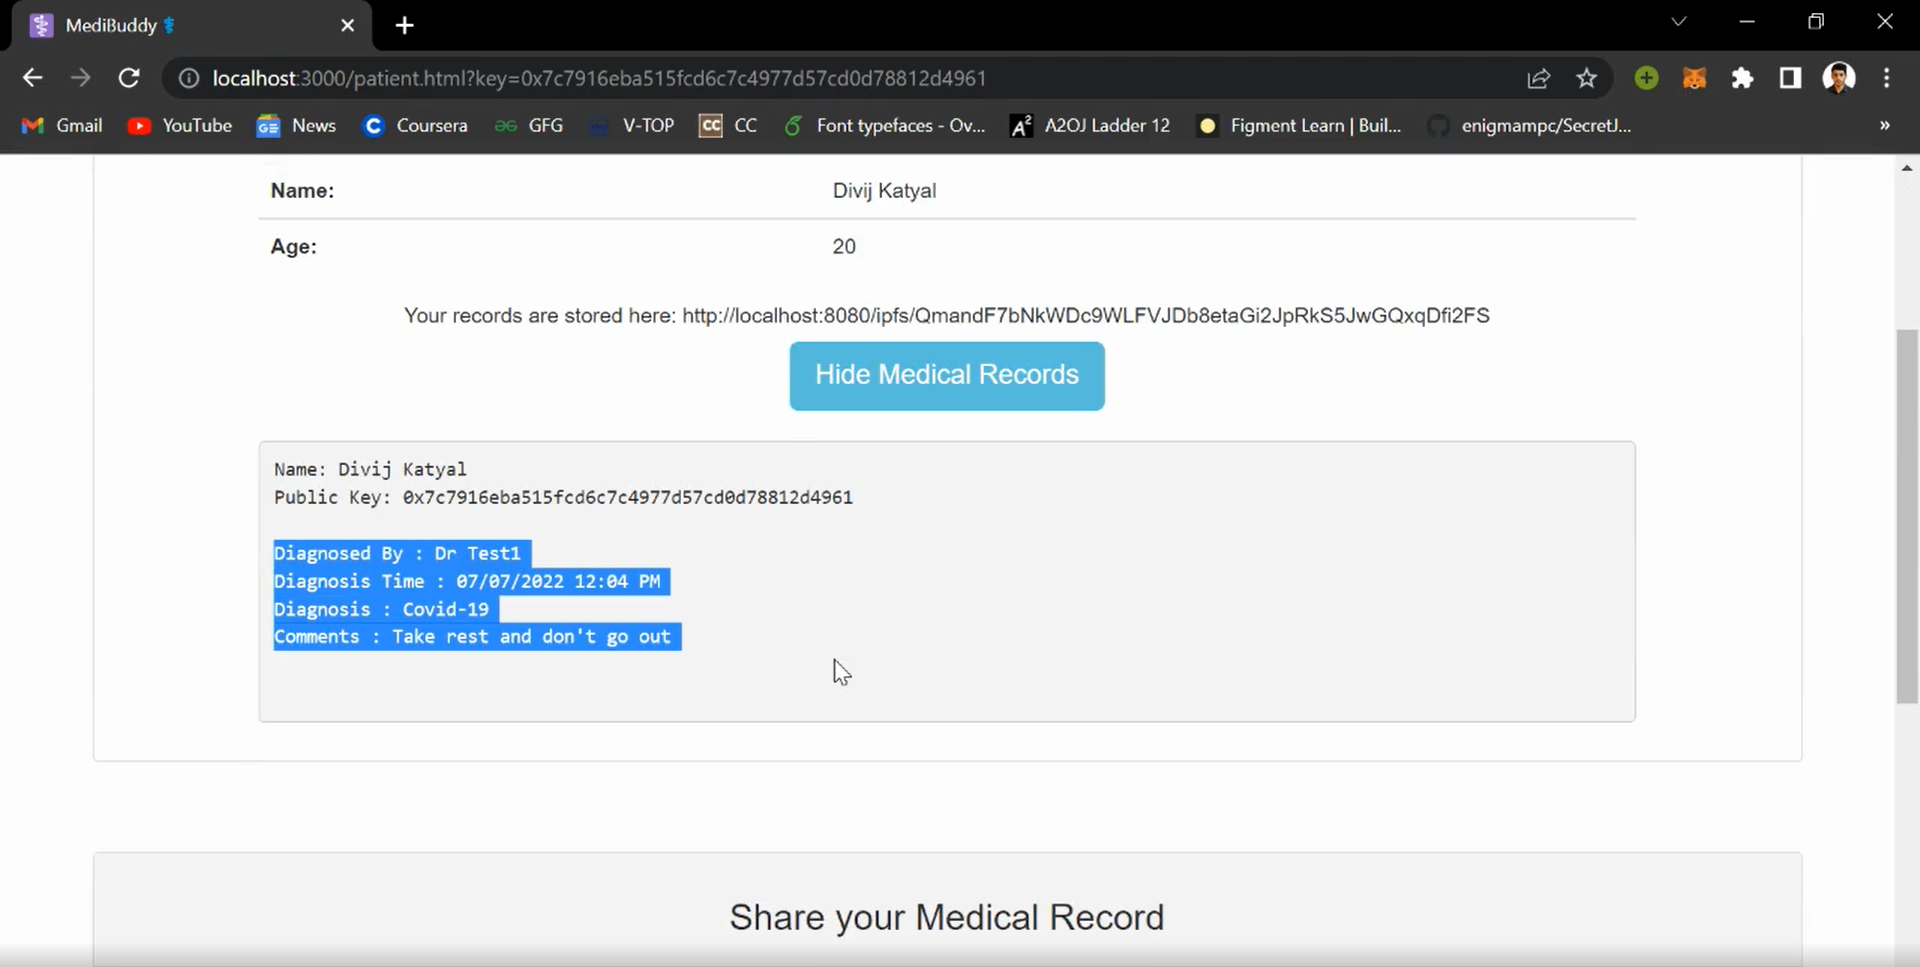 MediBuddy
localhost:3000/patient.html?key=0x7c7916eba515fcd6c7c4977d57cd0d78812d4961
Gmail YouTube News Coursera GFG V-TOP CC CC Font typefaces - Ov... A2OJ Ladder 12 Figment Learn | Buil... enigmampc/SecretJ... »
Name: Divij Katyal
Age: 20
Your records are stored here: http://localhost:8080/ipfs/QmandF7bNkWDc9WLFVJDb8etaGi2JpRkS5JwGQxqDfi2FS
Hide Medical Records
Name: Divij Katyal
Public Key: 0x7c7916eba515fcd6c7c4977d57cd0d78812d4961
Diagnosed By : Dr Test1
Diagnosis Time : 07/07/2022 12:04 PM
Diagnosis : Covid-19
Comments : Take rest and don't go out
Share your Medical Record